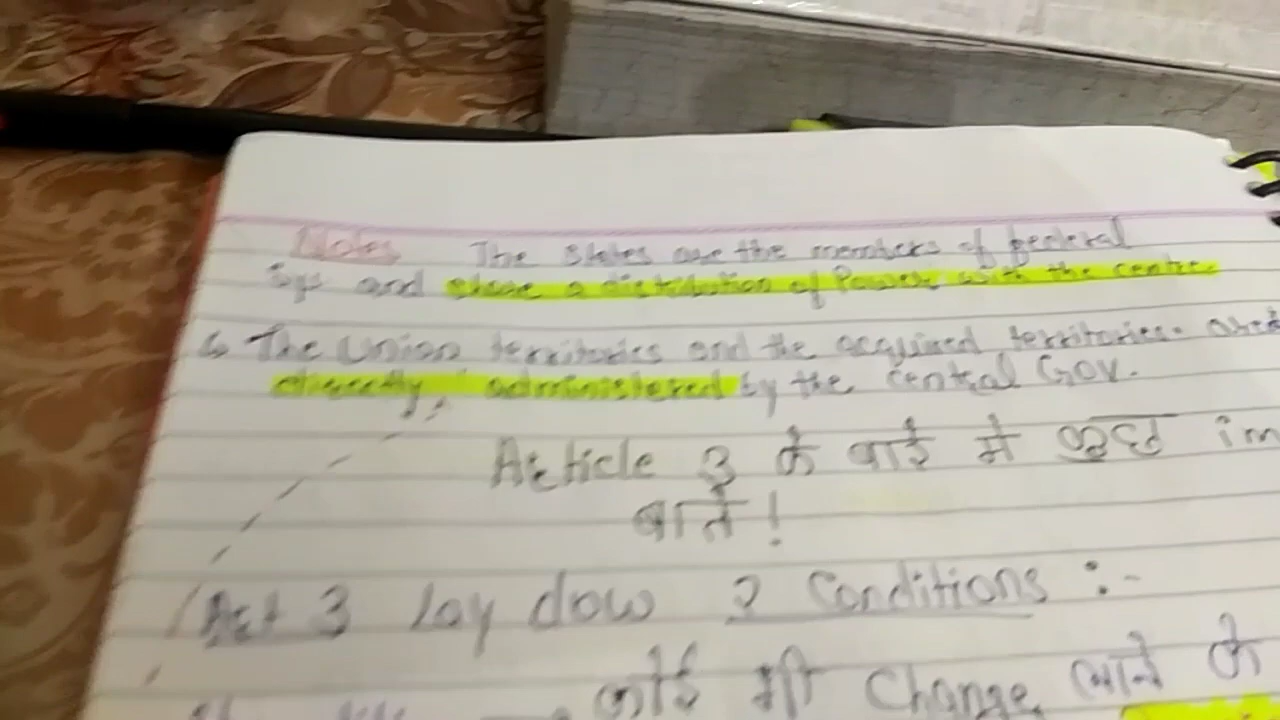 Notes The States are the members of federal
Sys and share a distribution of Power with the centre.
↳ The Union territories and the acquired territories. are
directly, administered by the central Gov.
Article 3 के बारे में कुछ im
बातें!
Art 3 Lay dow 2 Conditions :-
कोई भी Change लाने के